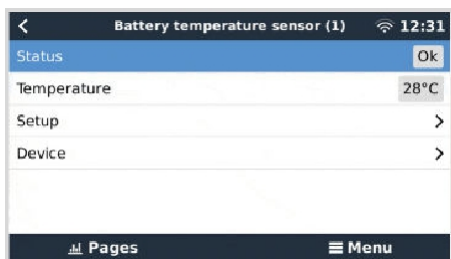 Battery temperature sensor (1) 12:31
Status Ok
Temperature 28°C
Setup
Device
Pages Menu